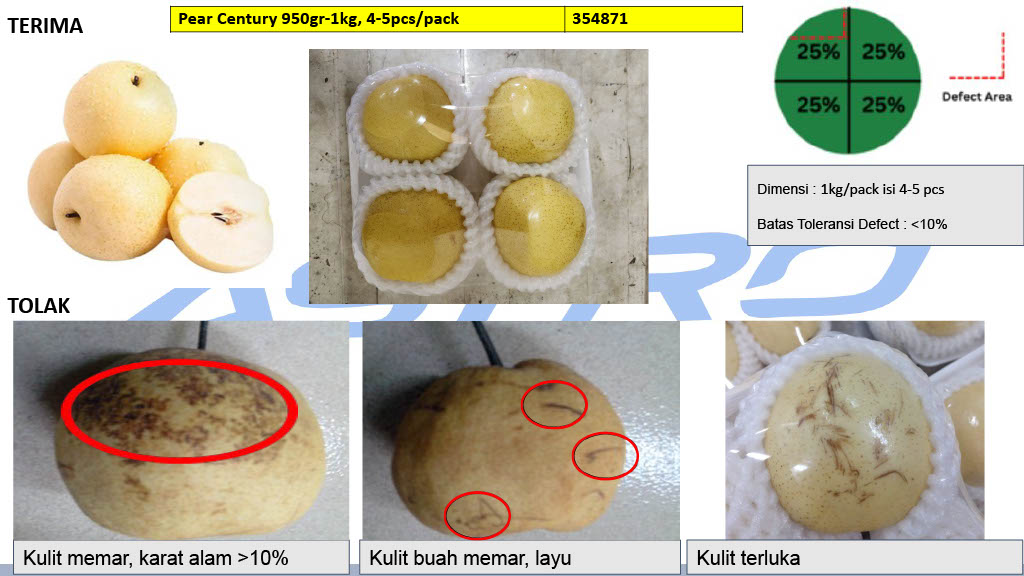 TERIMA
Pear Century 950gr-1kg, 4-5pcs/pack 354871
25% 25%
25% 25%
Defect Area
Dimensi : 1kg/pack isi 4-5 pcs
Batas Toleransi Defect : <10%
ASTRO
TOLAK
Kulit memar, karat alam >10%
Kulit buah memar, layu
Kulit terluka